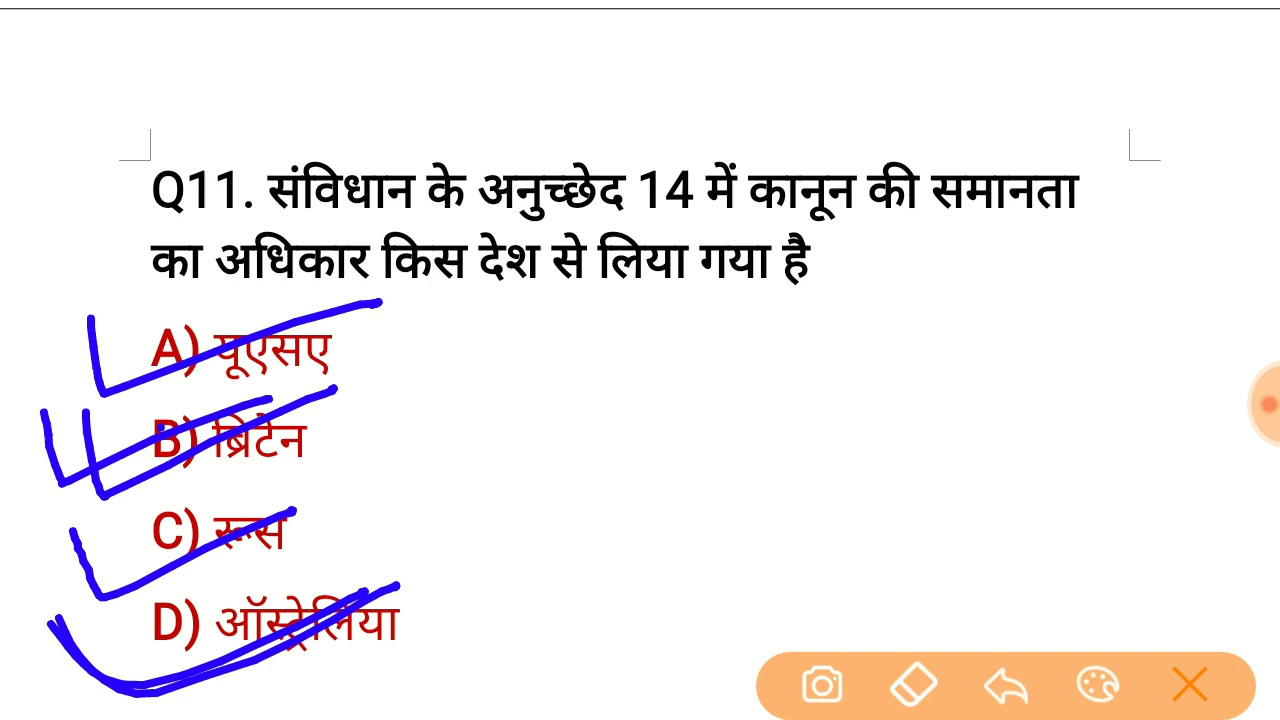 Q11. संविधान के अनुच्छेद 14 में कानून की समानता
का अधिकार किस देश से लिया गया है
A) यूएसए
B) ब्रिटेन
C) रूस
D) ऑस्ट्रेलिया